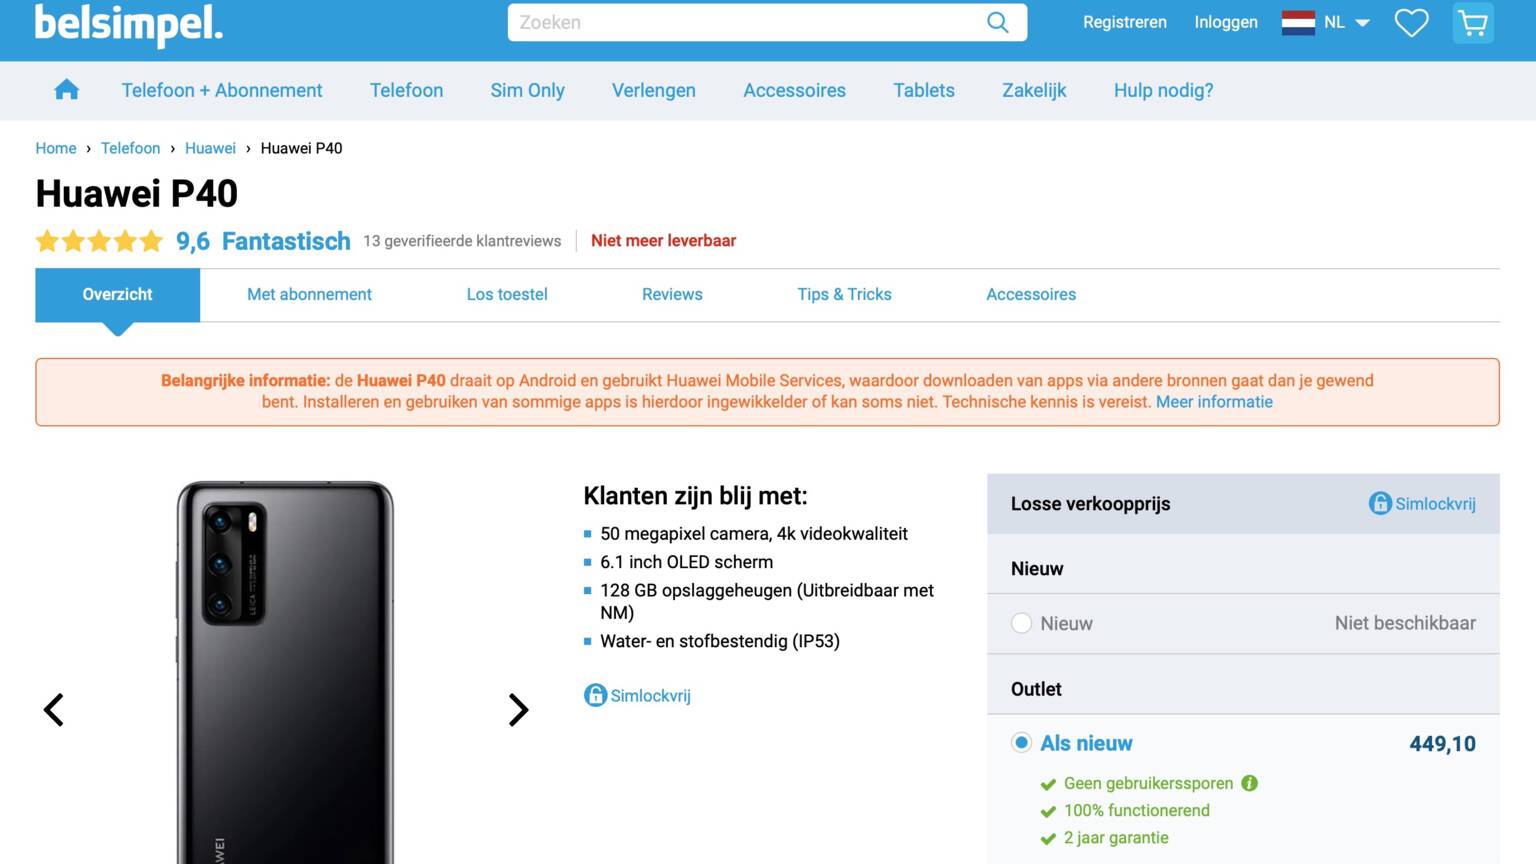 belsimpel.
Zoeken
Registreren
Inloggen
NL
Telefoon + Abonnement
Telefoon
Sim Only
Verlengen
Accessoires
Tablets
Zakelijk
Hulp nodig?
Home › Telefoon › Huawei › Huawei P40
Huawei P40
9,6 Fantastisch 13 geverifieerde klantreviews
Niet meer leverbaar
Overzicht
Met abonnement
Los toestel
Reviews
Tips & Tricks
Accessoires
Belangrijke informatie: de Huawei P40 draait op Android en gebruikt Huawei Mobile Services, waardoor downloaden van apps via andere bronnen gaat dan je gewend
bent. Installeren en gebruiken van sommige apps is hierdoor ingewikkelder of kan soms niet. Technische kennis is vereist. Meer informatie
LEICA
WEI
Klanten zijn blij met:
50 megapixel camera, 4k videokwaliteit
6.1 inch OLED scherm
128 GB opslaggeheugen (Uitbreidbaar met
NM)
Water- en stofbestendig (IP53)
Simlockvrij
Losse verkoopprijs
Simlockvrij
Nieuw
Nieuw
Niet beschikbaar
Outlet
Als nieuw
449,10
Geen gebruikerssporen
100% functionerend
2 jaar garantie